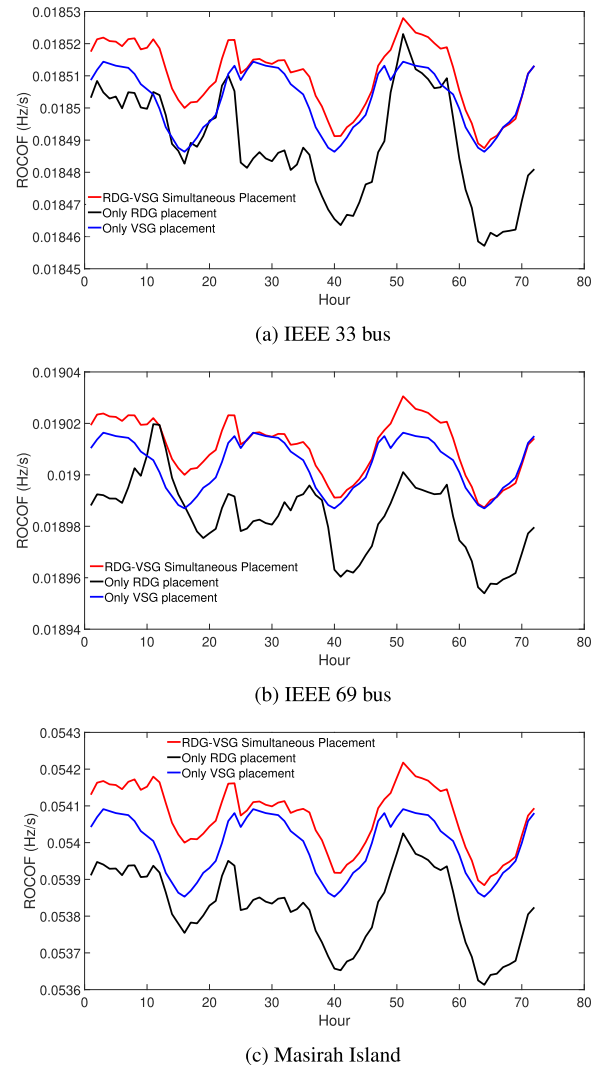 0.01853
0.01852
0.01851
0.0185
0.01849
0.01848
0.01847
0.01846
0.01845
ROCOF (Hz/s)
RDG-VSG Simultaneous Placement
Only RDG placement
Only VSG placement
0 10 20 30 40 50 60 70 80
Hour
(a) IEEE 33 bus
0.01904
0.01902
0.019
0.01898
0.01896
0.01894
ROCOF (Hz/s)
RDG-VSG Simultaneous Placement
Only RDG placement
Only VSG placement
0 10 20 30 40 50 60 70 80
Hour
(b) IEEE 69 bus
0.0543
0.0542
0.0541
0.054
0.0539
0.0538
0.0537
0.0536
ROCOF (Hz/s)
RDG-VSG Simultaneous Placement
Only RDG placement
Only VSG placement
0 10 20 30 40 50 60 70 80
Hour
(c) Masirah Island